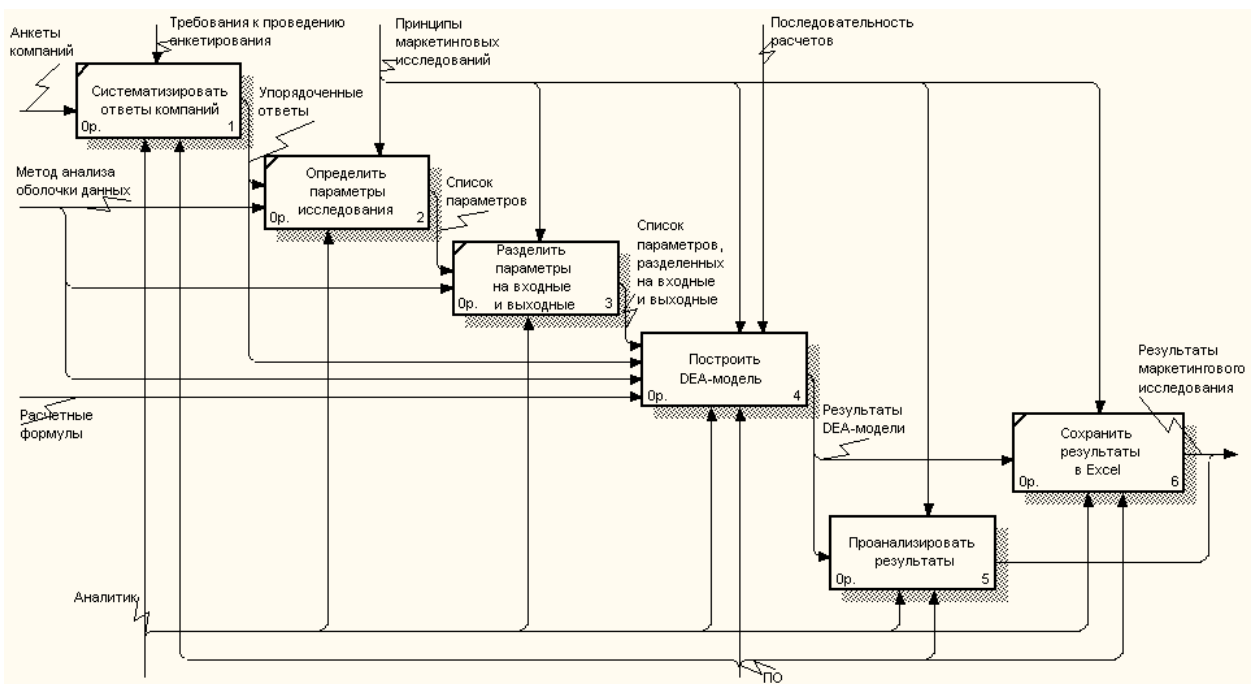 Анкеты
компаний
Требования к проведению
анкетирования
Принципы
маркетинговых
исследований
Последовательность
расчетов
Систематизировать
ответы компаний
0р. 1
Упорядоченные
ответы
Метод анализа
оболочки данных
Определить
параметры
исследования
0р. 2
Список
параметров
Разделить
параметры
на входные
и выходные
0р. 3
Список
параметров,
разделенных
на входные
и выходные
Построить
DEA-модель
0р. 4
Расчетные
формулы
Результаты
DEA-модели
Результаты
маркетингового
исследования
Сохранить
результаты
в Excel
0р. 6
Проанализировать
результаты
0р. 5
Аналитик
ПО